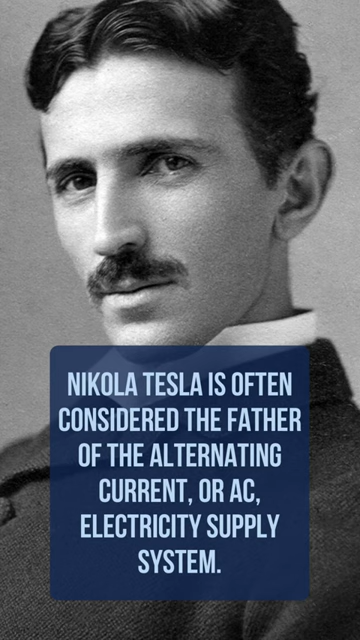 NIKOLA TESLA IS OFTEN
CONSIDERED THE FATHER
OF THE ALTERNATING
CURRENT, OR AC,
ELECTRICITY SUPPLY
SYSTEM.